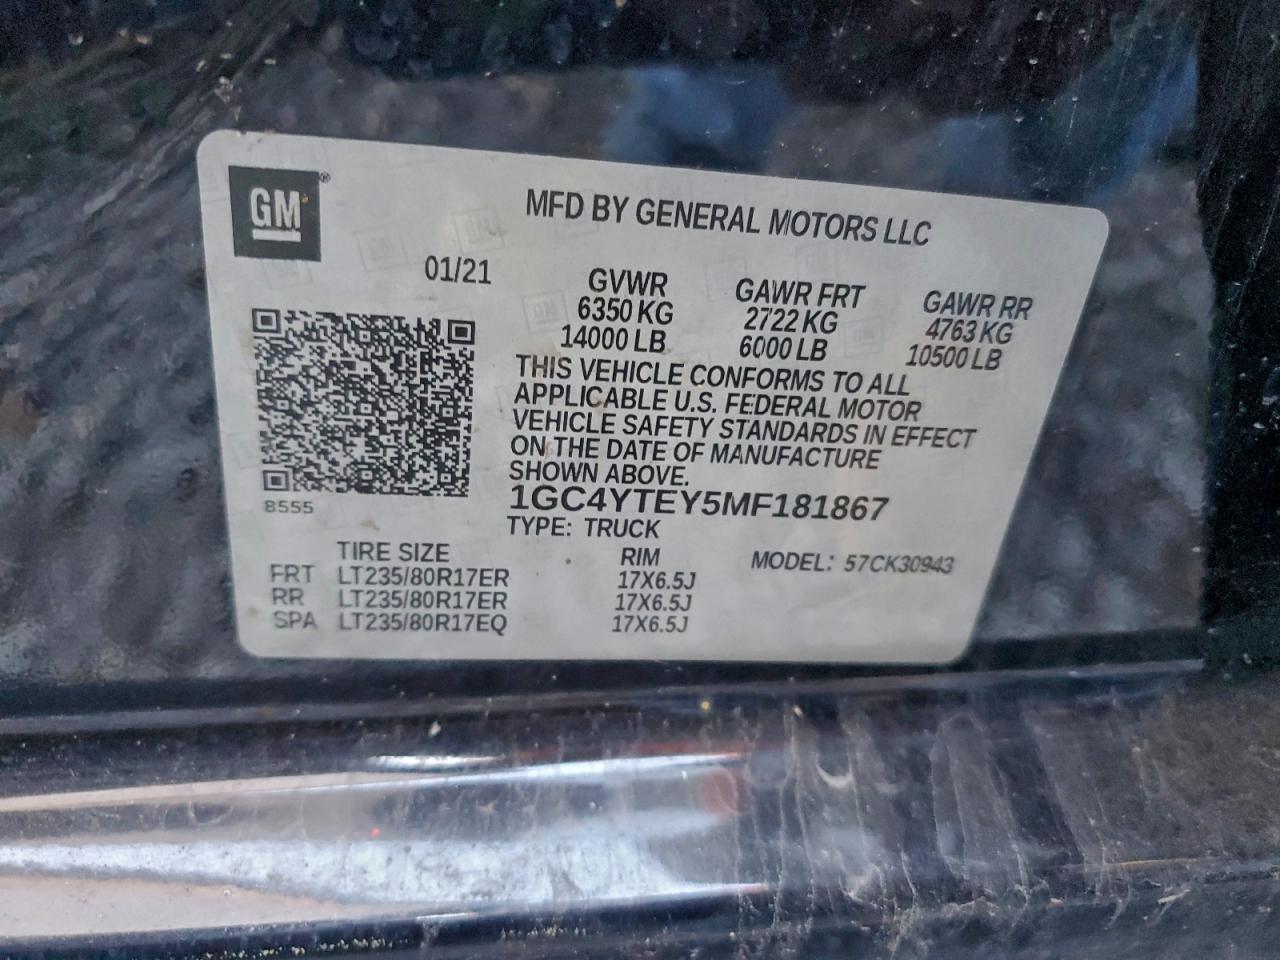 GM®
MFD BY GENERAL MOTORS LLC
01/21
GVWR GAWR FRT GAWR RR
6350 KG 2722 KG 4763 KG
14000 LB 6000 LB 10500 LB
THIS VEHICLE CONFORMS TO ALL
APPLICABLE U.S. FEDERAL MOTOR
VEHICLE SAFETY STANDARDS IN EFFECT
ON THE DATE OF MANUFACTURE
SHOWN ABOVE.
8555
1GC4YTEY5MF181867
TYPE: TRUCK
TIRE SIZE RIM MODEL: 57CK30943
FRT LT235/80R17ER 17X6.5J
RR LT235/80R17ER 17X6.5J
SPA LT235/80R17EQ 17X6.5J